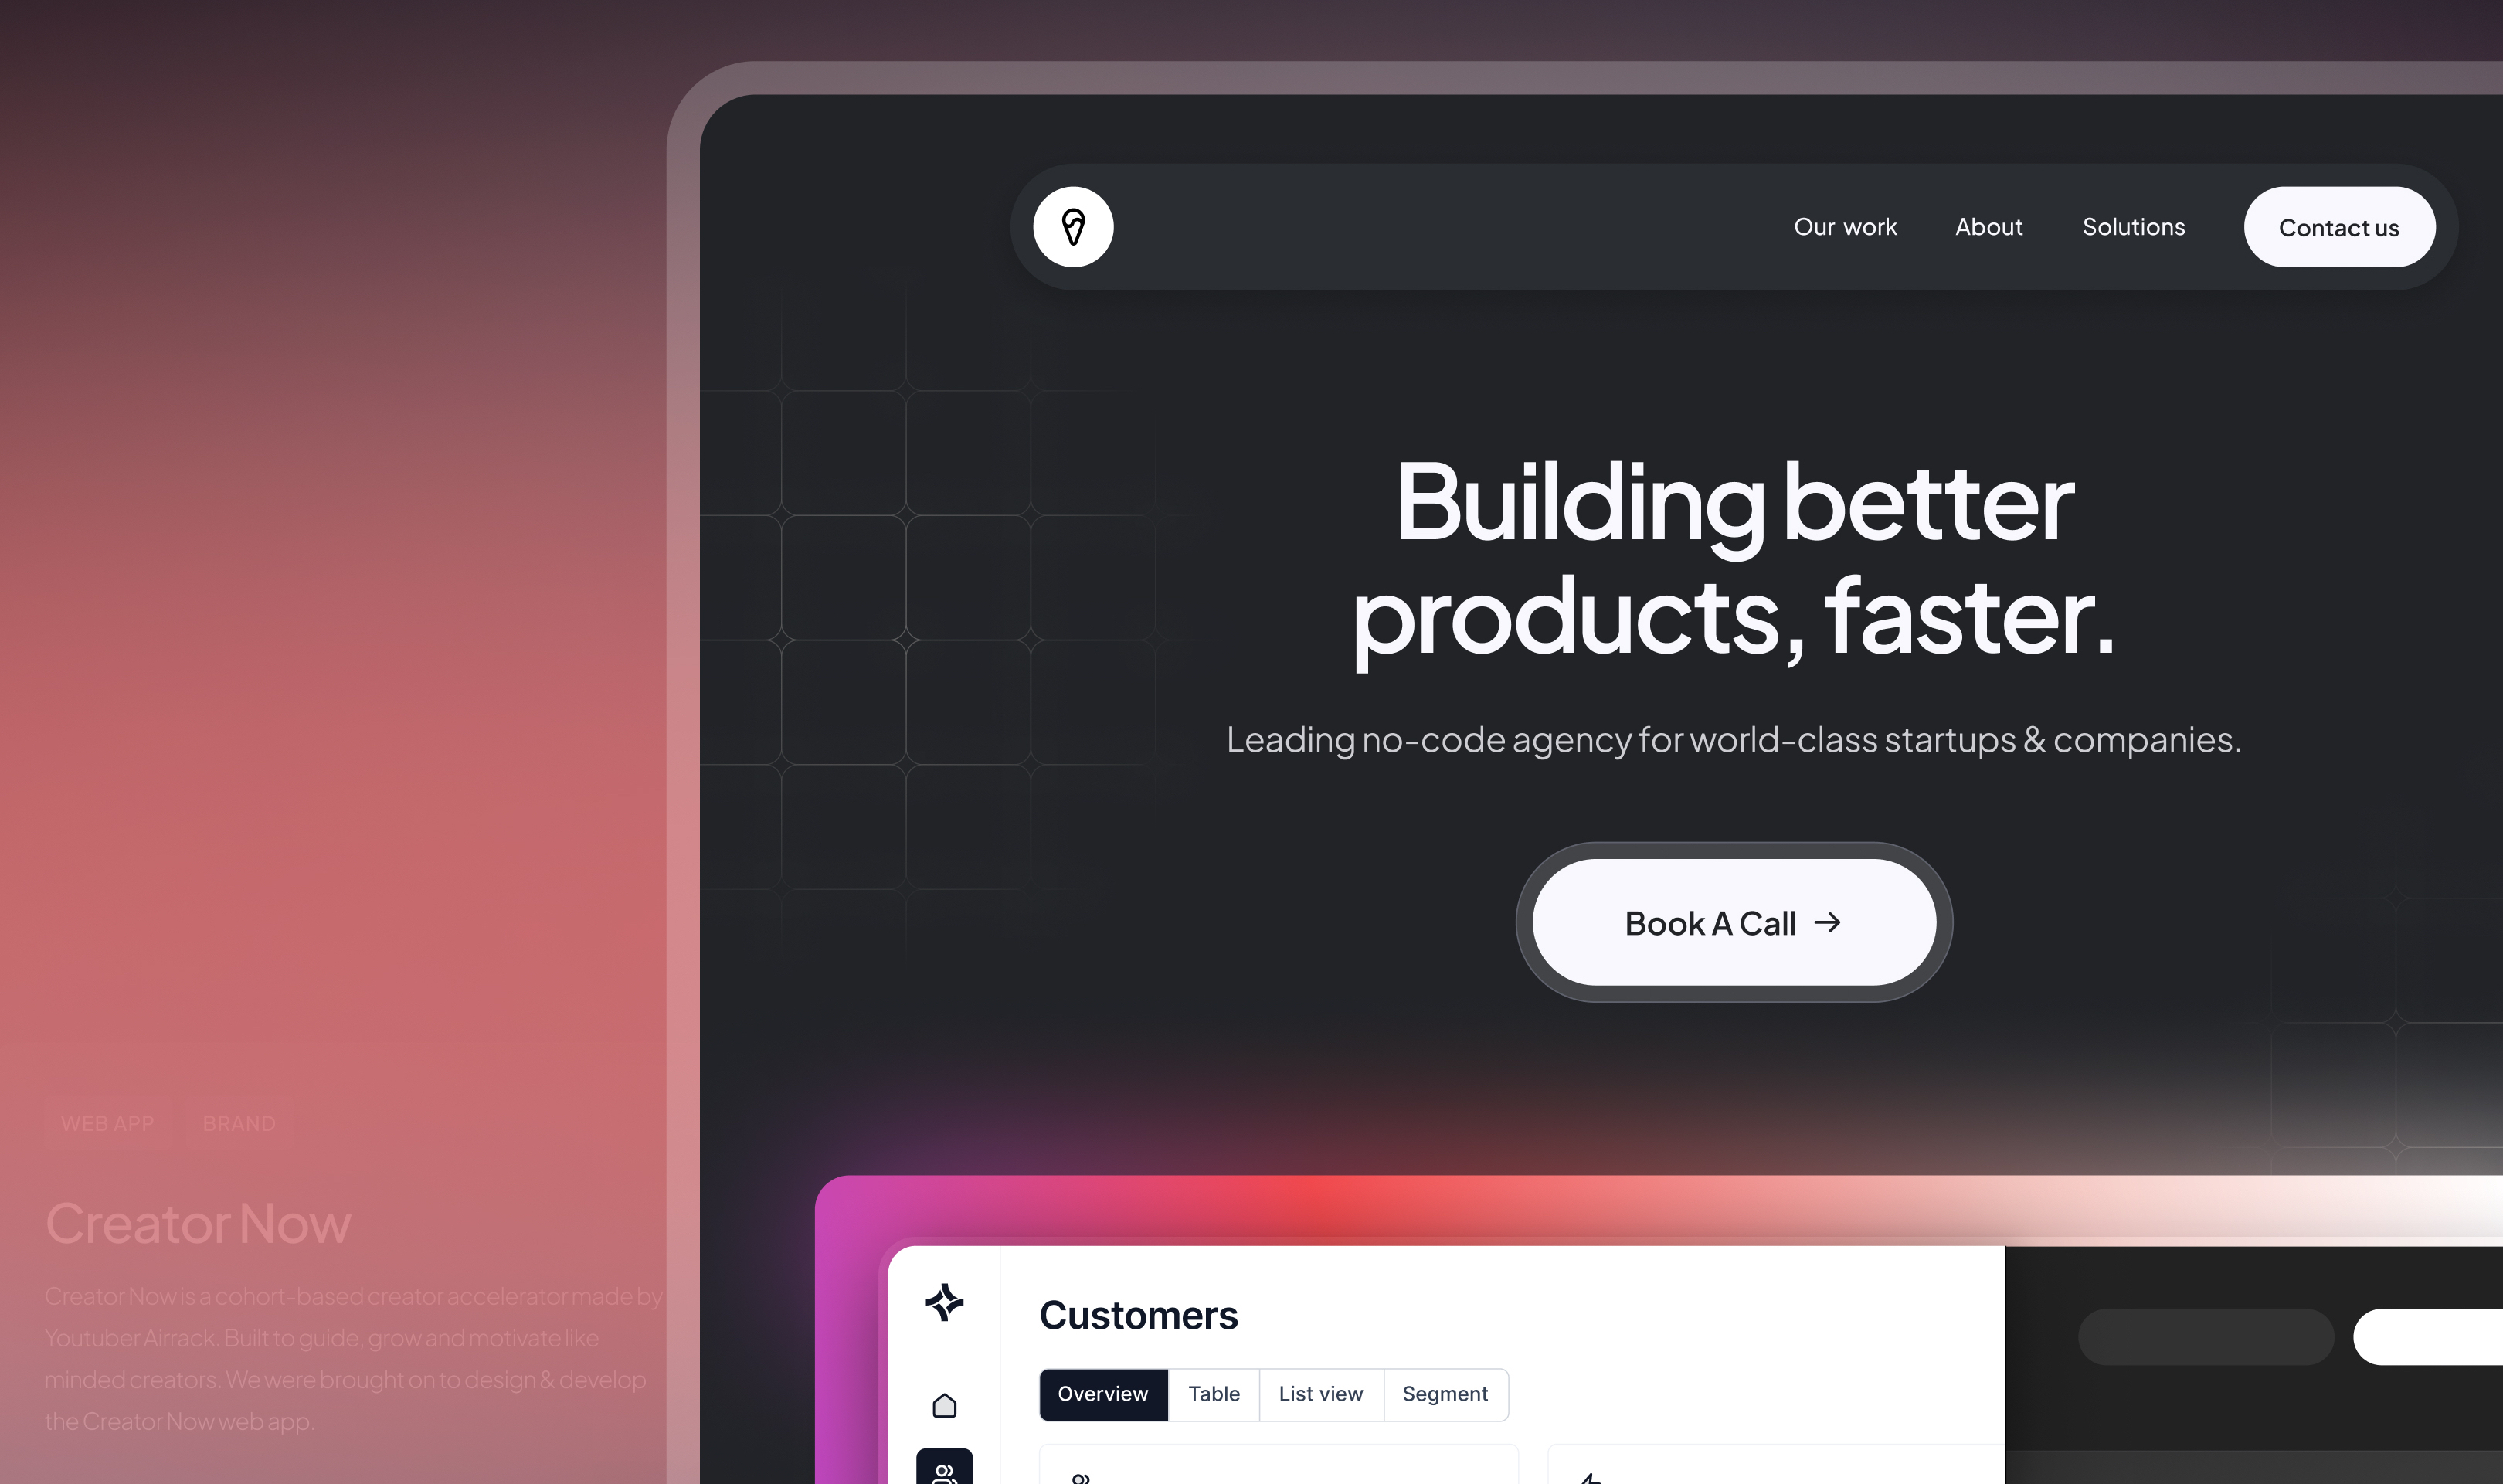 Our work
About
Solutions
Contact us
Building better
products, faster.
Leading no-code agency for world-class startups & companies.
Book A Call
WEB APP
BRAND
Creator Now
Creator Now is a cohort-based creator accelerator made by
Youtuber Airrack. Built to guide, grow and motivate like
minded creators. We were brought on to design & develop
the Creator Now web app.
Customers
Overview
Table
List view
Segment